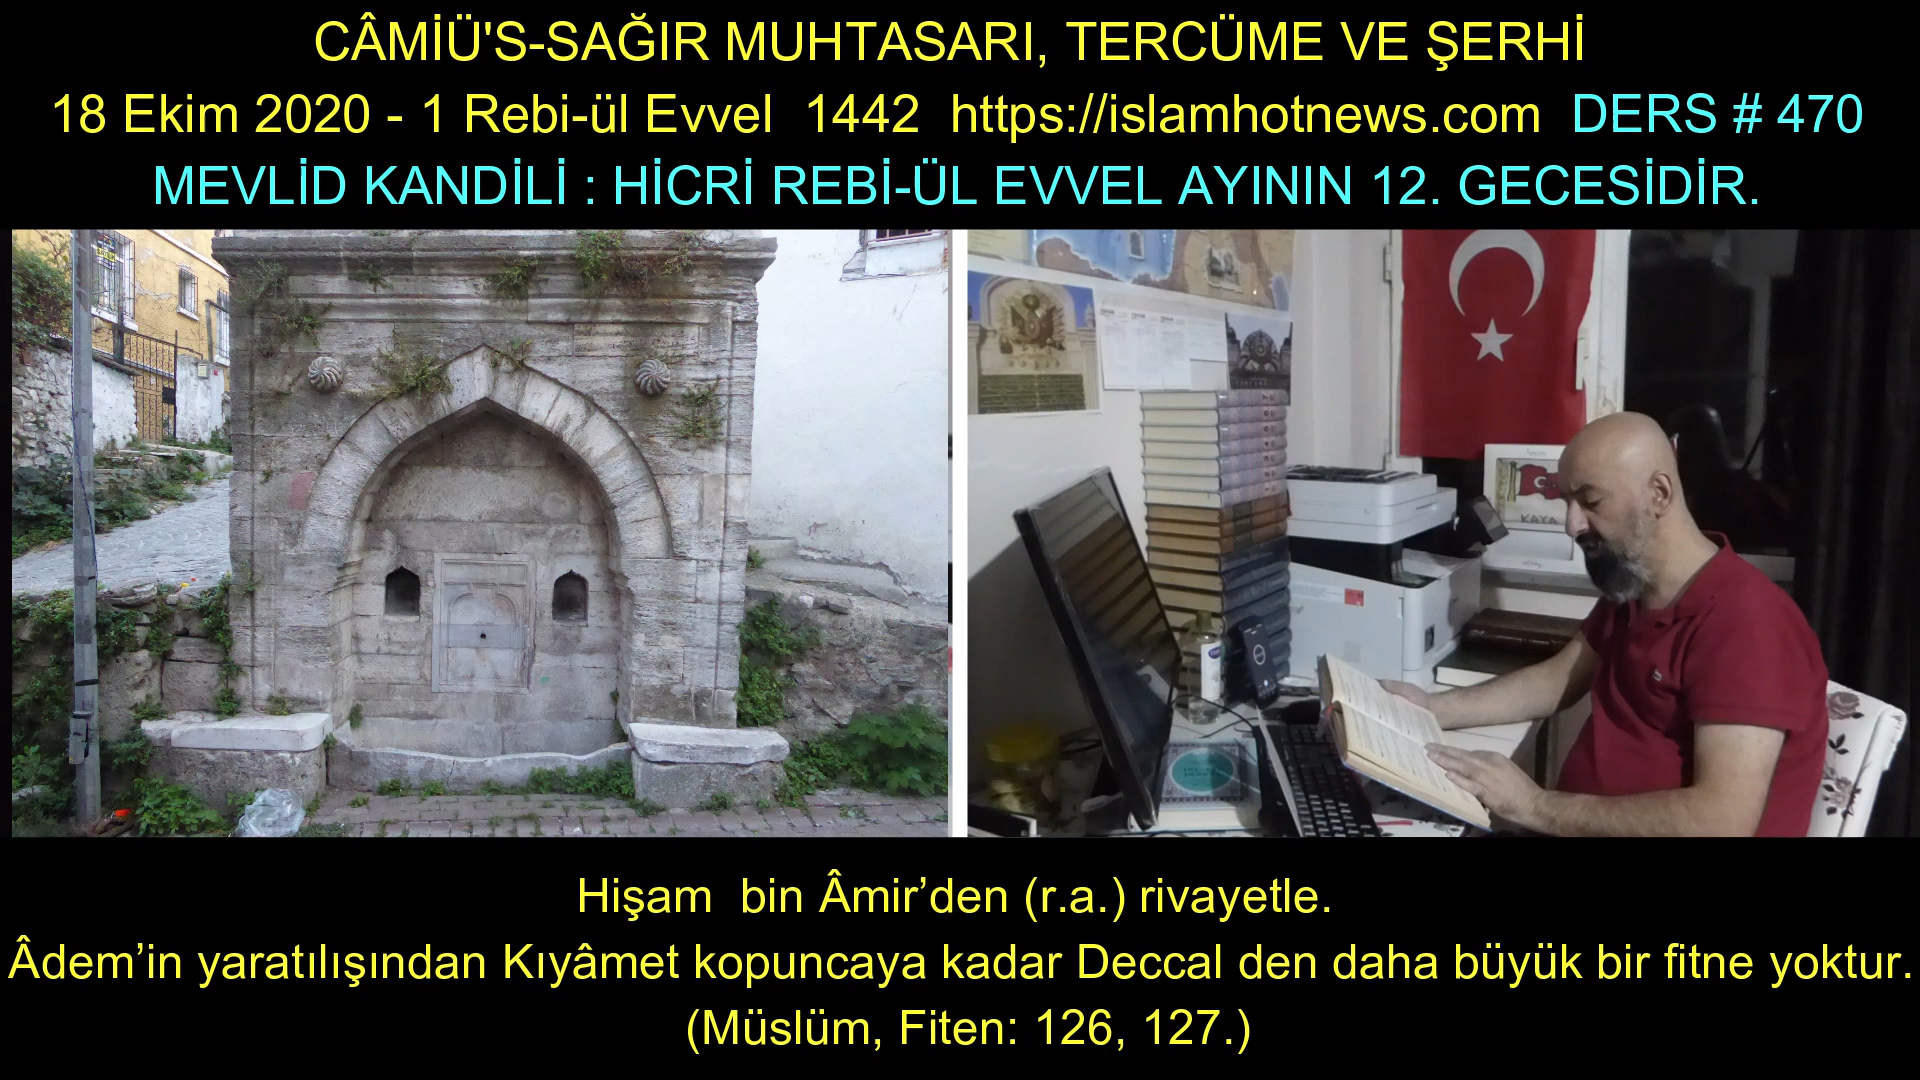 CÂMİÜ'S-SAĞIR MUHTASARI, TERCÜME VE ŞERHİ
18 Ekim 2020 - 1 Rebi-ül Evvel 1442 https://islamhotnews.com DERS # 470
MEVLİD KANDİLİ : HİCRİ REBİ-ÜL EVVEL AYININ 12. GECESİDİR.
KAYA
Hişam bin Âmir’den (r.a.) rivayetle.
Âdem’in yaratılışından Kıyâmet kopuncaya kadar Deccal den daha büyük bir fitne yoktur.
(Müslüm, Fiten: 126, 127.)